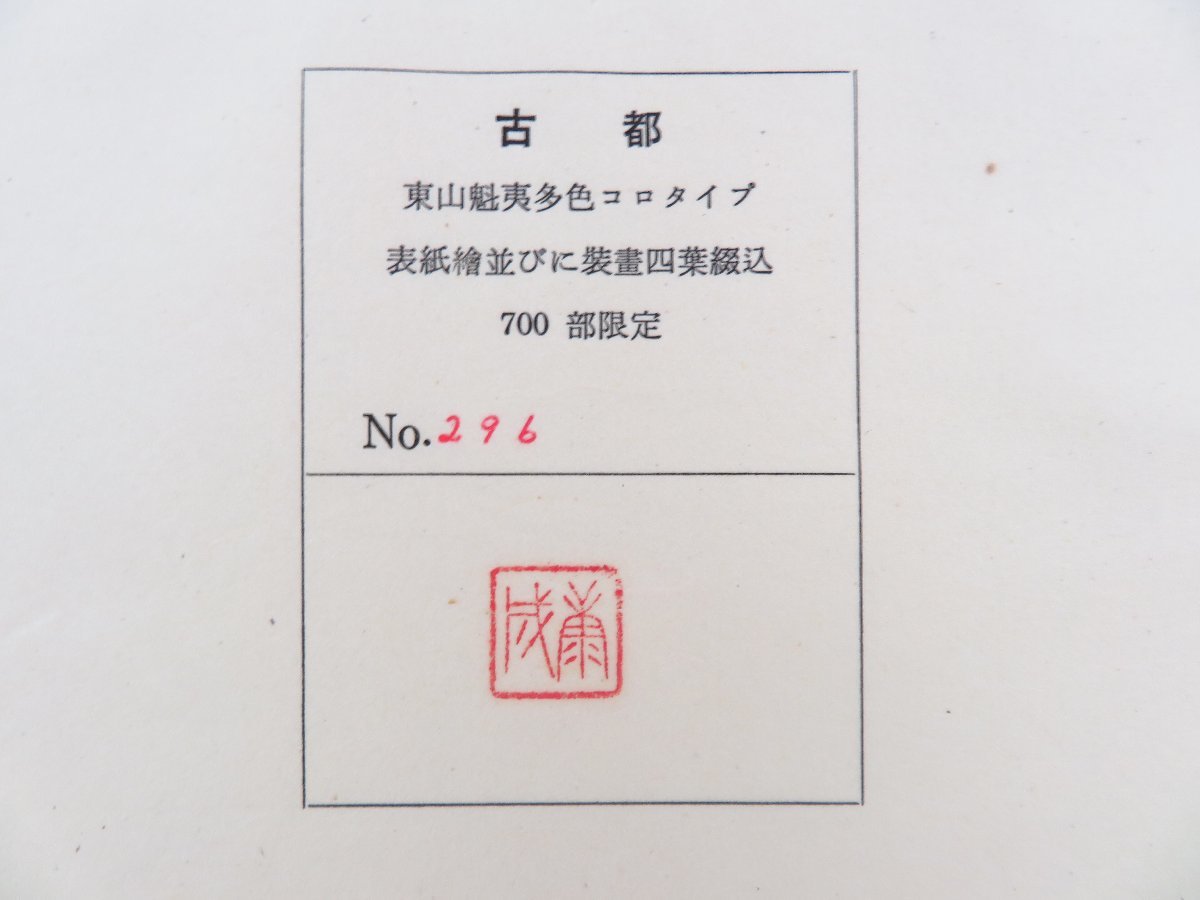 古都
東山魁夷多色コロタイプ
表紙繪並びに裝畫四葉綴込
700 部限定
No. 296